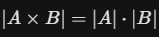 |A × B| = |A| · |B|